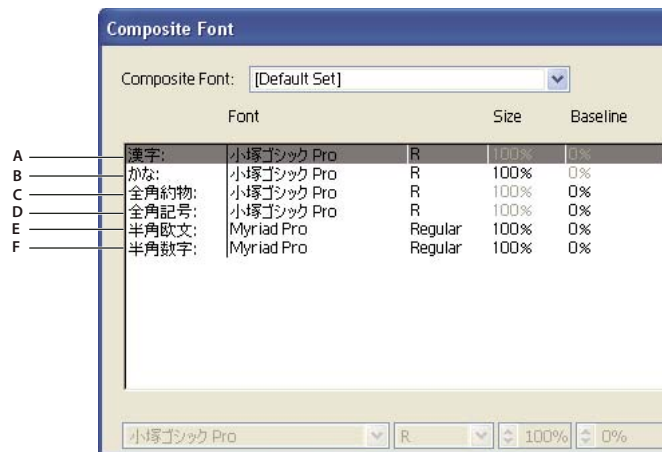 Composite Font
Composite Font: [Default Set]
Font Size Baseline
A 漢字: 小塚ゴシック Pro R 100% 0%
B かな: 小塚ゴシック Pro R 100% 0%
C 全角約物: 小塚ゴシック Pro R 100% 0%
D 全角記号: 小塚ゴシック Pro R 100% 0%
E 半角欧文: Myriad Pro Regular 100% 0%
F 半角数字: Myriad Pro Regular 100% 0%
小塚ゴシック Pro R 100% 0%